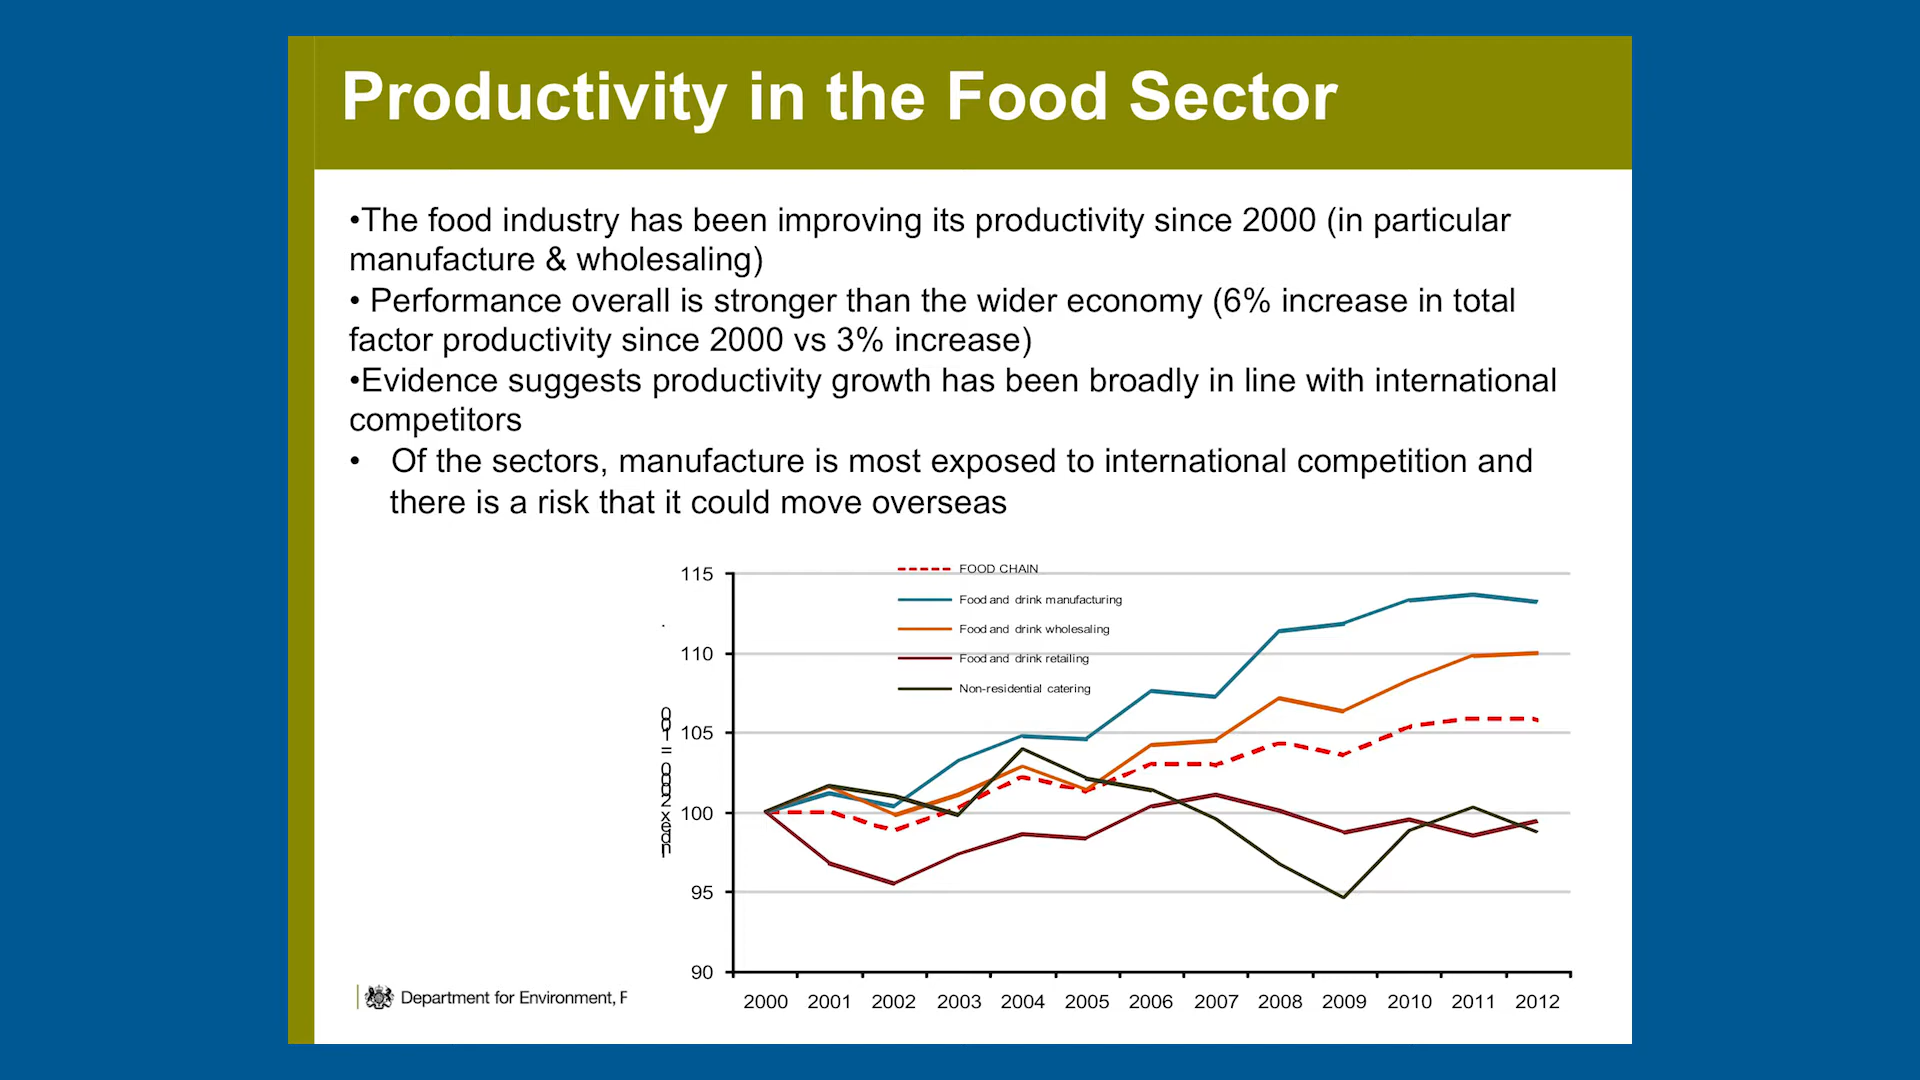 Productivity in the Food Sector
•The food industry has been improving its productivity since 2000 (in particular
manufacture & wholesaling)
• Performance overall is stronger than the wider economy (6% increase in total
factor productivity since 2000 vs 3% increase)
•Evidence suggests productivity growth has been broadly in line with international
competitors
• Of the sectors, manufacture is most exposed to international competition and
there is a risk that it could move overseas
FOOD CHAIN
Food and drink manufacturing
Food and drink wholesaling
Food and drink retailing
Non-residential catering
115
110
105
100
95
90
Index 2000 = 100
2000 2001 2002 2003 2004 2005 2006 2007 2008 2009 2010 2011 2012
Department for Environment, F